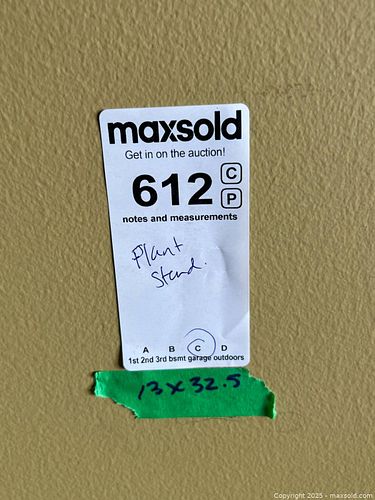 maxsold
Get in on the auction!
612 C
P
notes and measurements
Plant
Stand.
A B C D
1st 2nd 3rd bsmt garage outdoors
13 x 32.5
Copyright © 2025 - maxsold.com